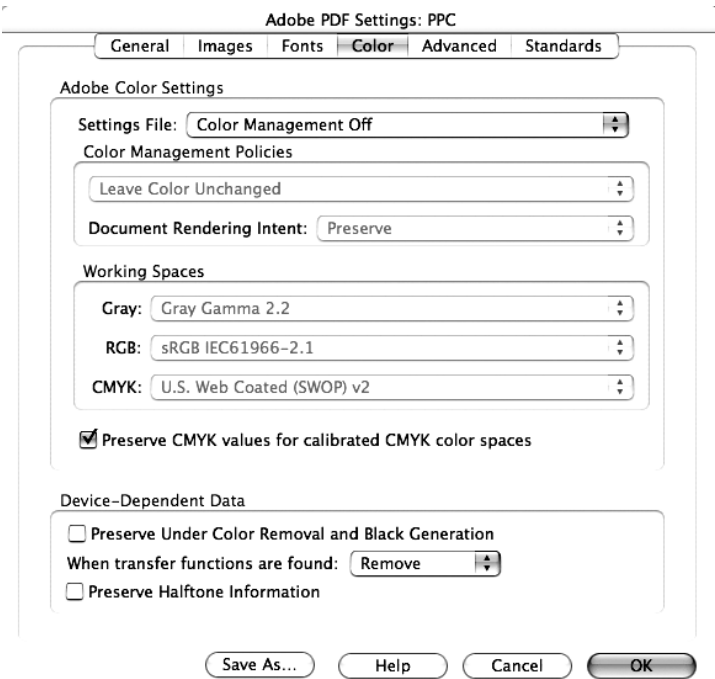 Adobe PDF Settings: PPC
General Images Fonts Color Advanced Standards
Adobe Color Settings
Settings File: Color Management Off
Color Management Policies
Leave Color Unchanged
Document Rendering Intent: Preserve
Working Spaces
Gray: Gray Gamma 2.2
RGB: sRGB IEC61966-2.1
CMYK: U.S. Web Coated (SWOP) v2
Preserve CMYK values for calibrated CMYK color spaces
Device-Dependent Data
Preserve Under Color Removal and Black Generation
When transfer functions are found: Remove
Preserve Halftone Information
Save As... Help Cancel OK